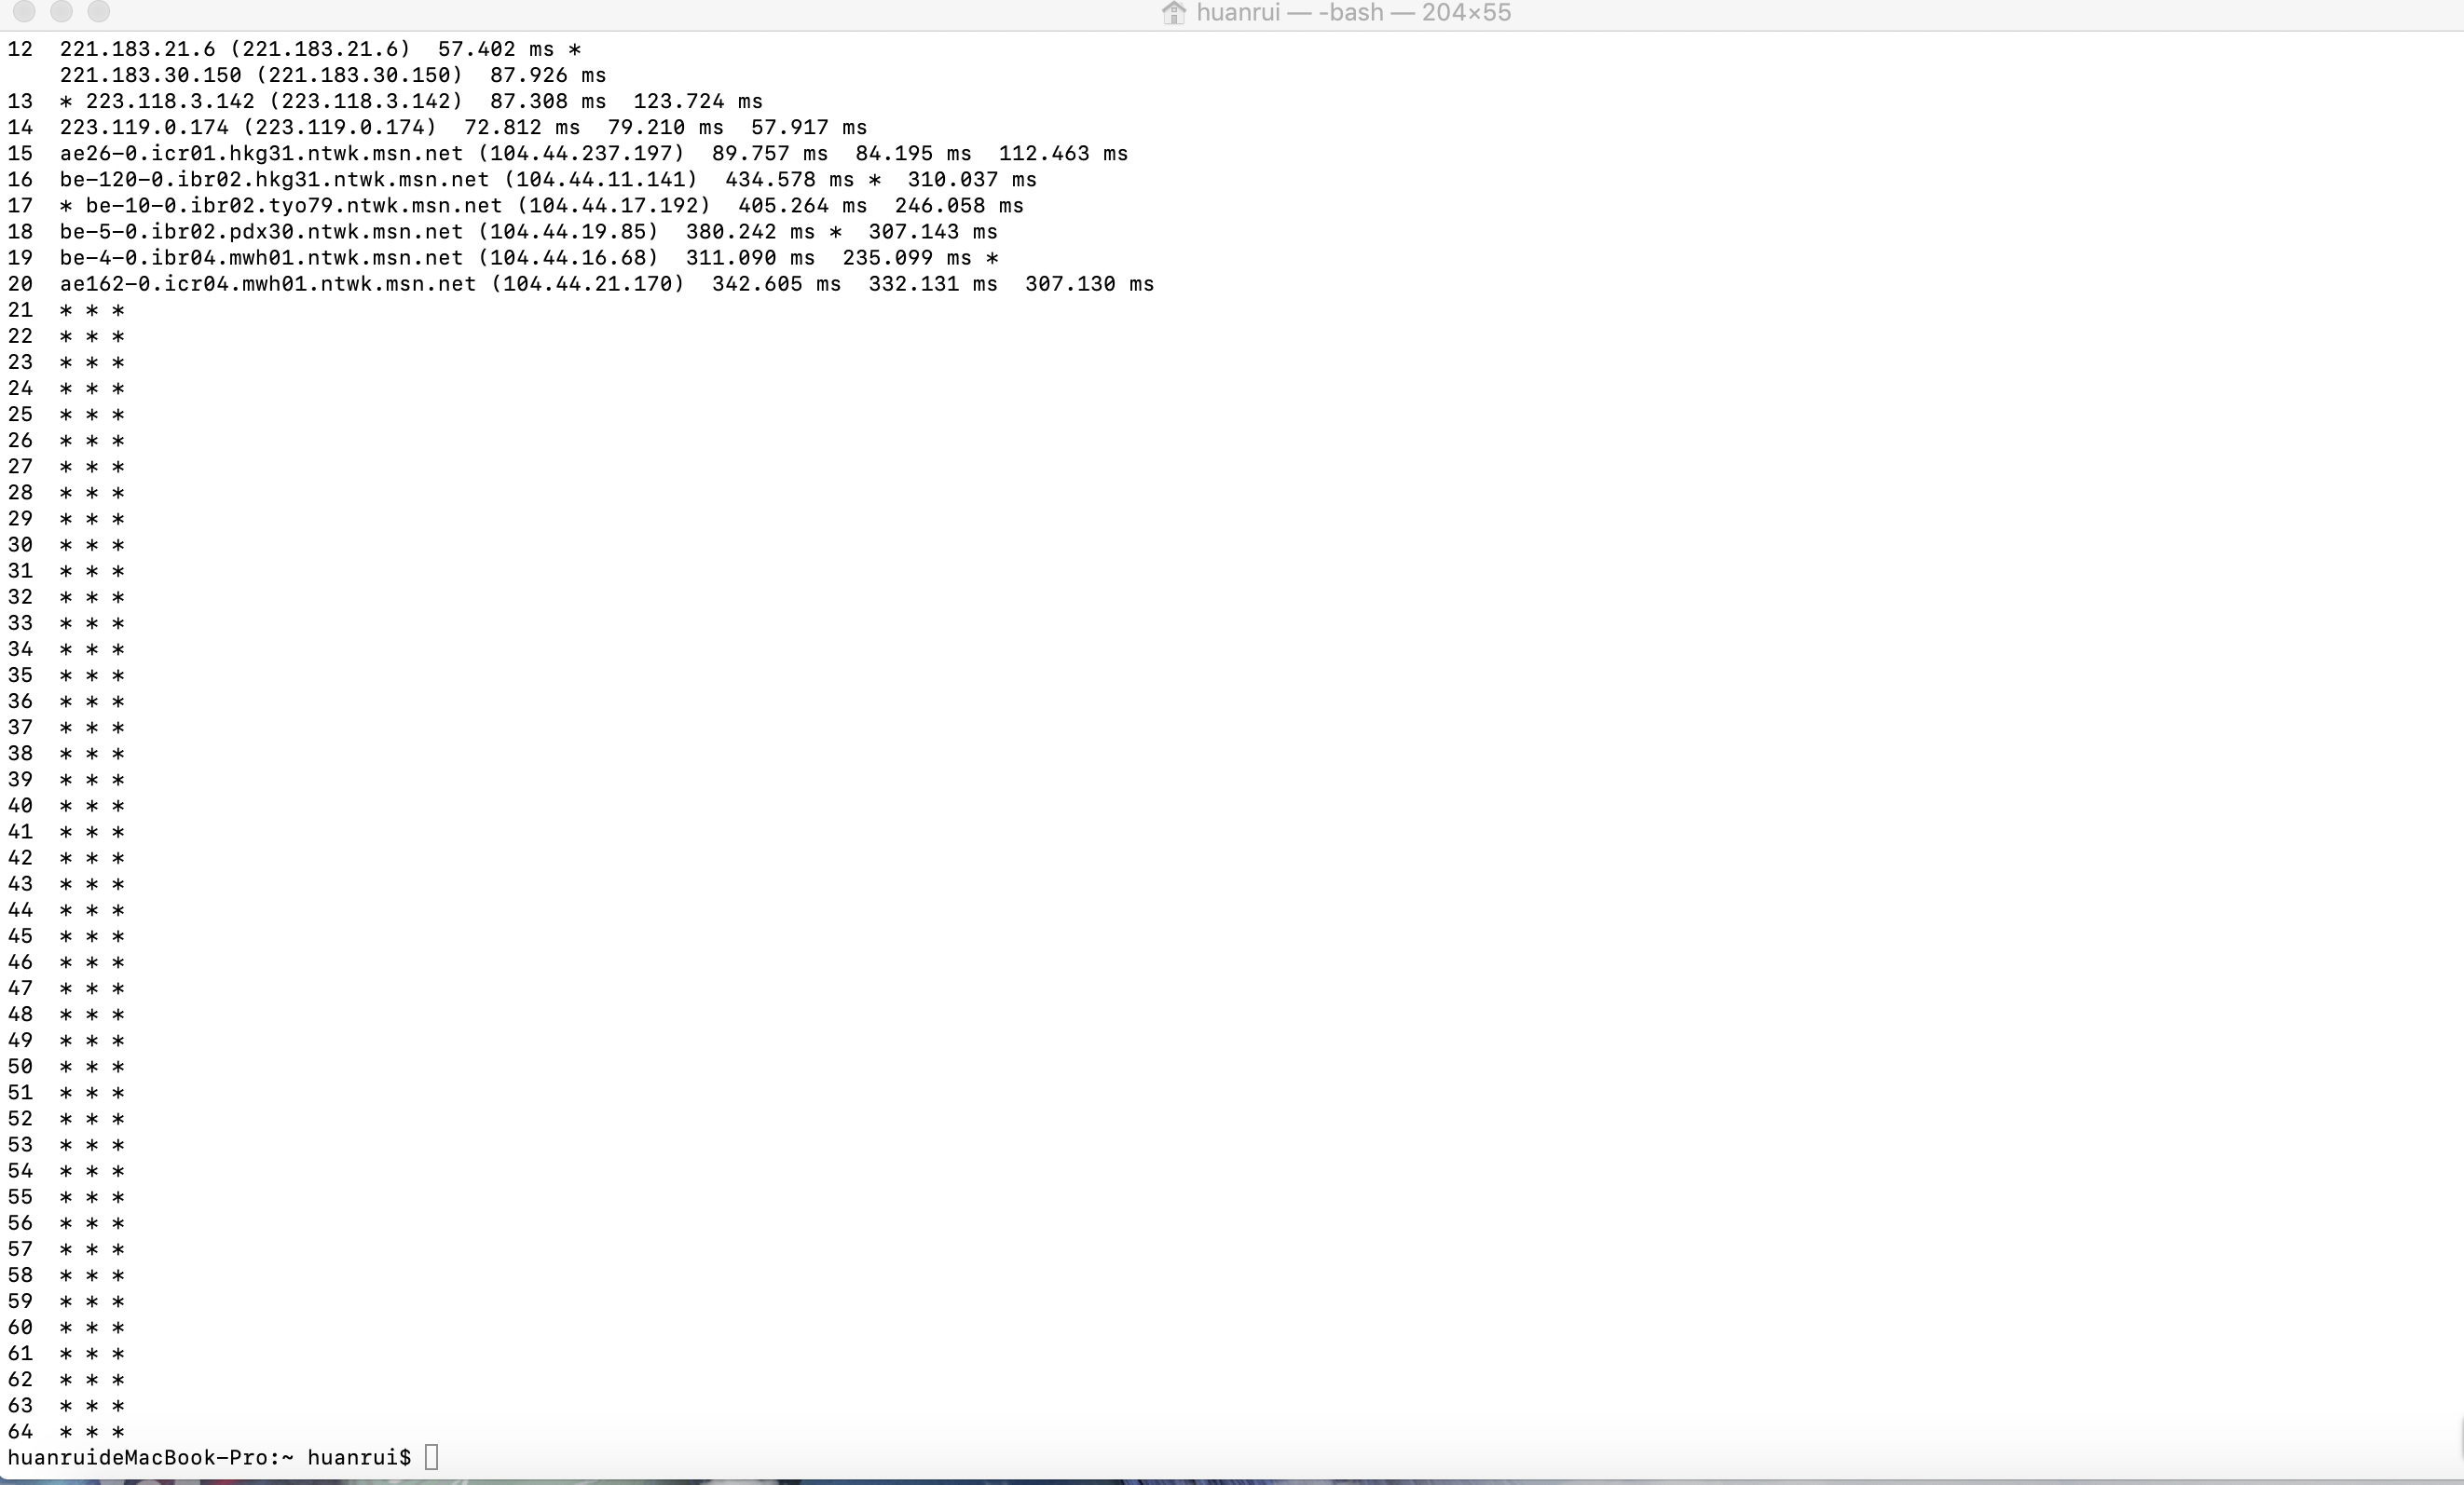 huanrui — -bash — 204×55
12  221.183.21.6 (221.183.21.6)  57.402 ms *
    221.183.30.150 (221.183.30.150)  87.926 ms
13  * 223.118.3.142 (223.118.3.142)  87.308 ms  123.724 ms
14  223.119.0.174 (223.119.0.174)  72.812 ms  79.210 ms  57.917 ms
15  ae26-0.icr01.hkg31.ntwk.msn.net (104.44.237.197)  89.757 ms  84.195 ms  112.463 ms
16  be-120-0.ibr02.hkg31.ntwk.msn.net (104.44.11.141)  434.578 ms *  310.037 ms
17  * be-10-0.ibr02.tyo79.ntwk.msn.net (104.44.17.192)  405.264 ms  246.058 ms
18  be-5-0.ibr02.pdx30.ntwk.msn.net (104.44.19.85)  380.242 ms *  307.143 ms
19  be-4-0.ibr04.mwh01.ntwk.msn.net (104.44.16.68)  311.090 ms  235.099 ms *
20  ae162-0.icr04.mwh01.ntwk.msn.net (104.44.21.170)  342.605 ms  332.131 ms  307.130 ms
21  * * *
22  * * *
23  * * *
24  * * *
25  * * *
26  * * *
27  * * *
28  * * *
29  * * *
30  * * *
31  * * *
32  * * *
33  * * *
34  * * *
35  * * *
36  * * *
37  * * *
38  * * *
39  * * *
40  * * *
41  * * *
42  * * *
43  * * *
44  * * *
45  * * *
46  * * *
47  * * *
48  * * *
49  * * *
50  * * *
51  * * *
52  * * *
53  * * *
54  * * *
55  * * *
56  * * *
57  * * *
58  * * *
59  * * *
60  * * *
61  * * *
62  * * *
63  * * *
64  * * *
huanruideMacBook-Pro:~ huanrui$